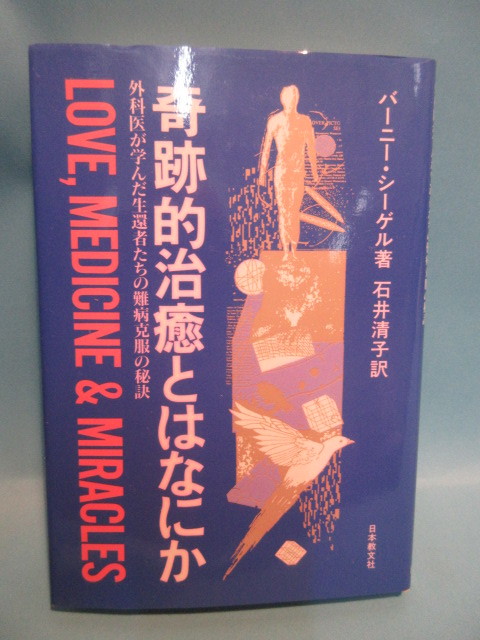 バーニー・シーゲル著 石井清子訳
奇跡的治癒とはなにか
外科医が学んだ生還者たちの難病克服の秘訣
LOVE, MEDICINE & MIRACLES
日本教文社